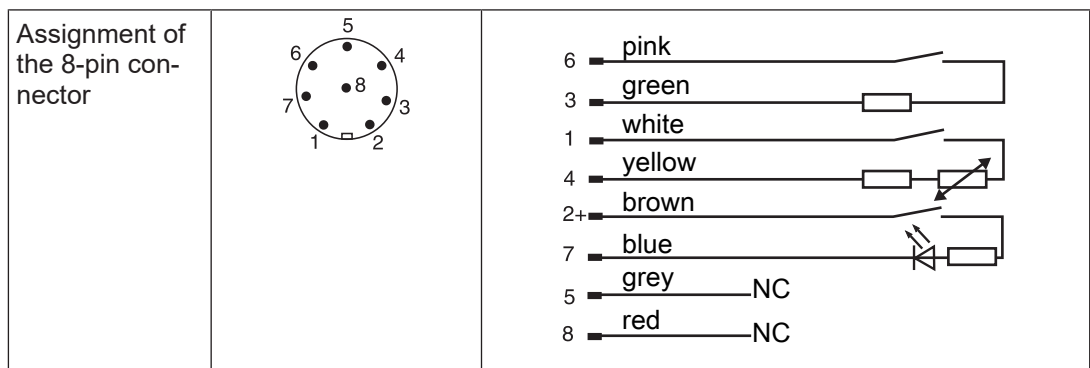 Assignment of
the 8-pin con-
nector
5
6
4
8
7
3
1
2
6 pink
3 green
1 white
4 yellow
2+ brown
7 blue
5 grey NC
8 red NC